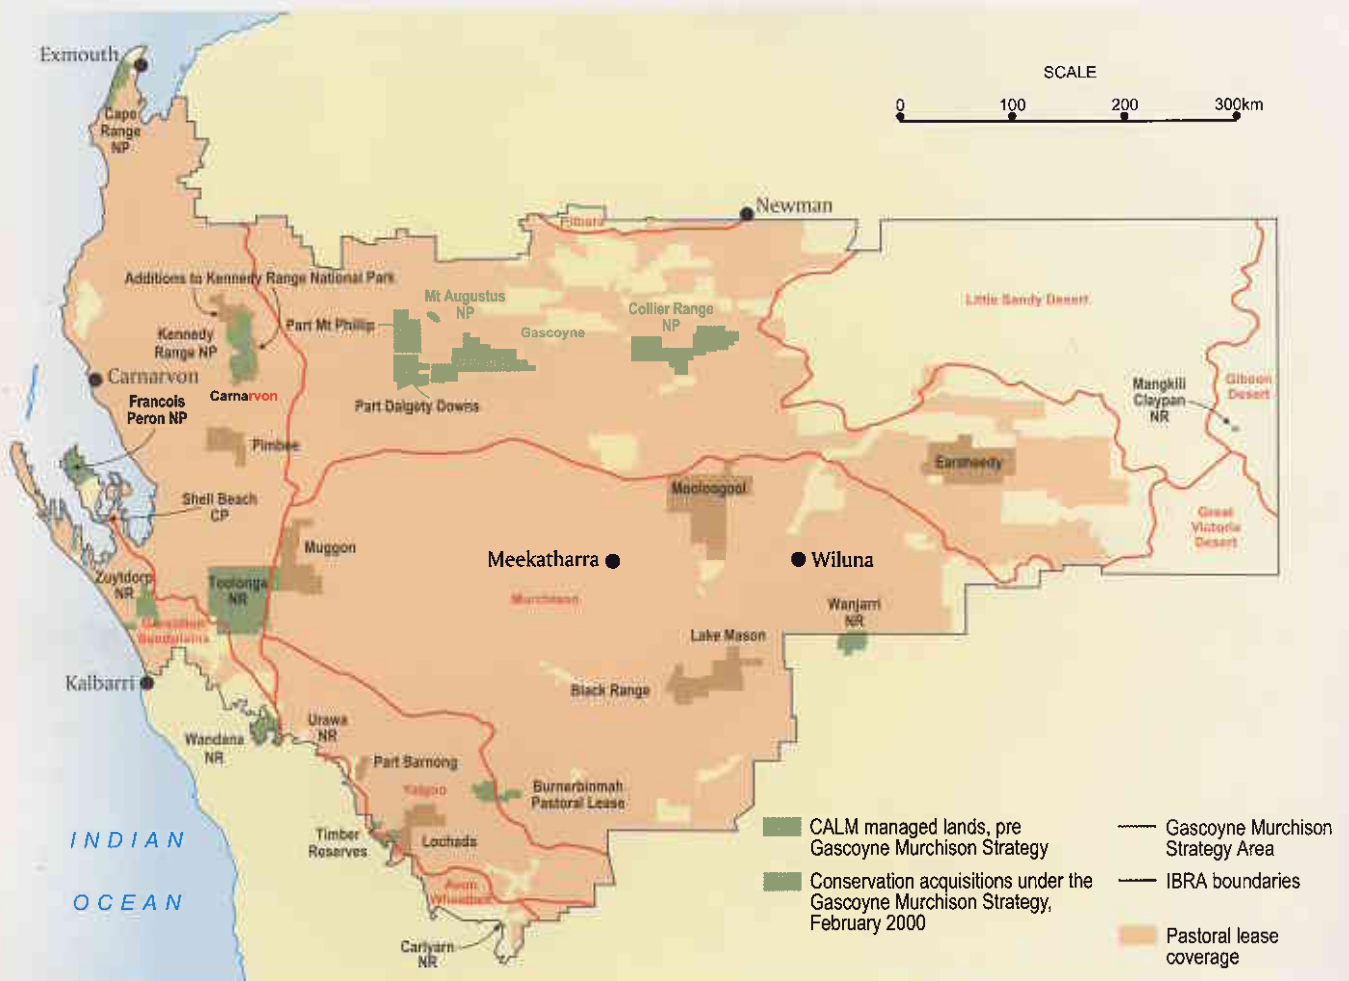 Exmouth
SCALE
0 100 200 300km
Cape
Range
NP
Newman
Pilbara
Additions to Kennedy Range National Park
Mt Augustus
NP
Little Sandy Desert
Part Mt Phillip
Collier Range
NP
Gascoyne
Kennedy
Range NP
Carnarvon
Carnarvon
Francois
Peron NP
Part Dalgety Downs
Mangkili
Claypan
NR
Gibson
Desert
Pimbee
Earaheedy
Mooloogool
Shell Beach
CP
Great
Victoria
Desert
Muggon
Meekatharra
Wiluna
Zuytdorp
NR
Toolonga
NR
Murchison
Wanjarri
NR
Geraldton
Sandplains
Lake Mason
Kalbarri
Black Range
Urawa
NR
Wandana
NR
Part Barnong
Yalgoo
Burnerbinmah
Pastoral Lease
Timber
Reserves
Lochada
INDIAN
OCEAN
Avon
Wheatbelt
Carlyarn
NR
CALM managed lands, pre
Gascoyne Murchison Strategy
Conservation acquisitions under the
Gascoyne Murchison Strategy,
February 2000
Gascoyne Murchison
Strategy Area
IBRA boundaries
Pastoral lease
coverage